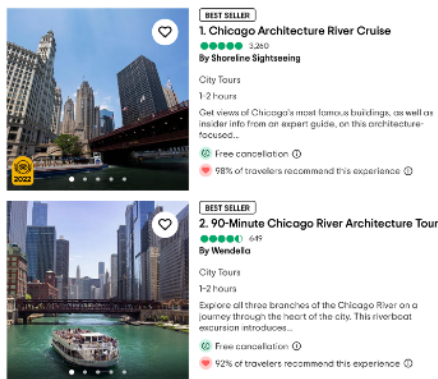 BEST SELLER
1. Chicago Architecture River Cruise
3,260
By Shoreline Sightseeing
City Tours
1-2 hours
Get views of Chicago's most famous buildings, as well as
insider info from an expert guide, on this architecture-
focused...
Free cancellation
98% of travelers recommend this experience
2022
BEST SELLER
2. 90-Minute Chicago River Architecture Tour
649
By Wendella
City Tours
1-2 hours
Explore all three branches of the Chicago River on a
journey through the heart of the city. This riverboat
excursion introduces...
Free cancellation
92% of travelers recommend this experience